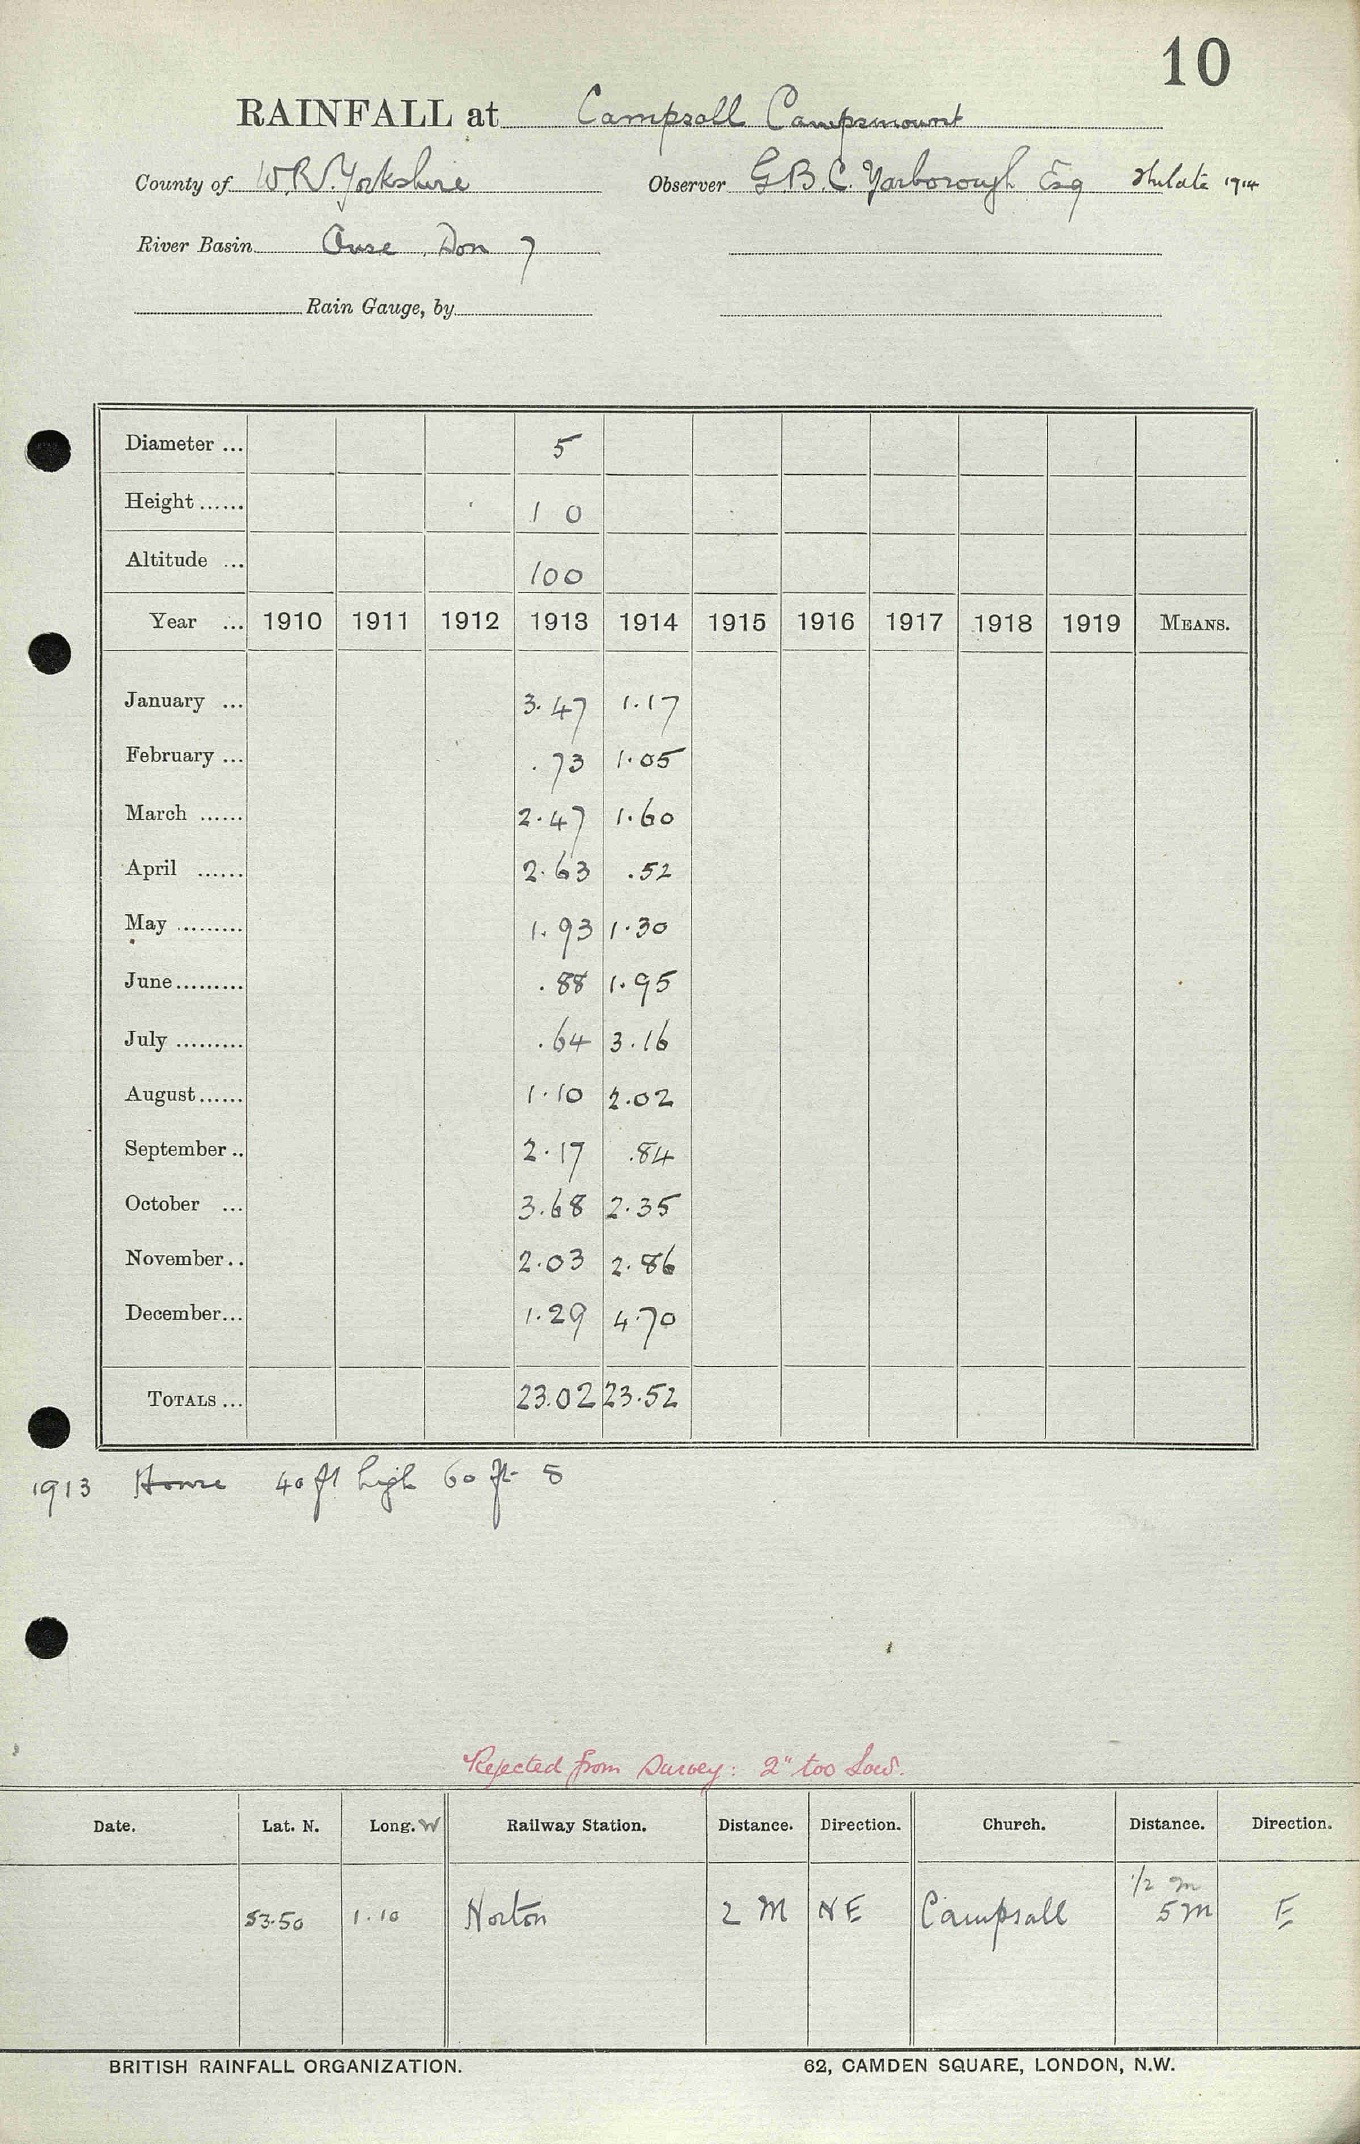 10
RAINFALL at Campsall Campsmount
County of W.R. Yorkshire Observer G.B.C. Yarborough Esq The late 1914
River Basin Ouse, Don 7
Rain Gauge, by
Diameter ... 5
Height ...... 1 0
Altitude ... 100
Year ... 1910 1911 1912 1913 1914 1915 1916 1917 1918 1919 MEANS.
January ... 3.47 1.17
February ... .73 1.05
March ...... 2.47 1.60
April ...... 2.63 .52
May ......... 1.93 1.30
June ......... .88 1.95
July ......... .64 3.16
August ...... 1.10 2.02
September .. 2.17 .84
October ... 3.68 2.35
November .. 2.03 2.86
December ... 1.29 4.70
TOTALS ... 23.02 23.52
1913 House 40 ft high 60 ft S
Rejected from Survey: 2" too low.
Date. Lat. N. Long. W Railway Station. Distance. Direction. Church. Distance. Direction.
1/2 m
53.50 1.10 Norton 2 M NE Campsall 5m E
BRITISH RAINFALL ORGANIZATION. 62, CAMDEN SQUARE, LONDON, N.W.